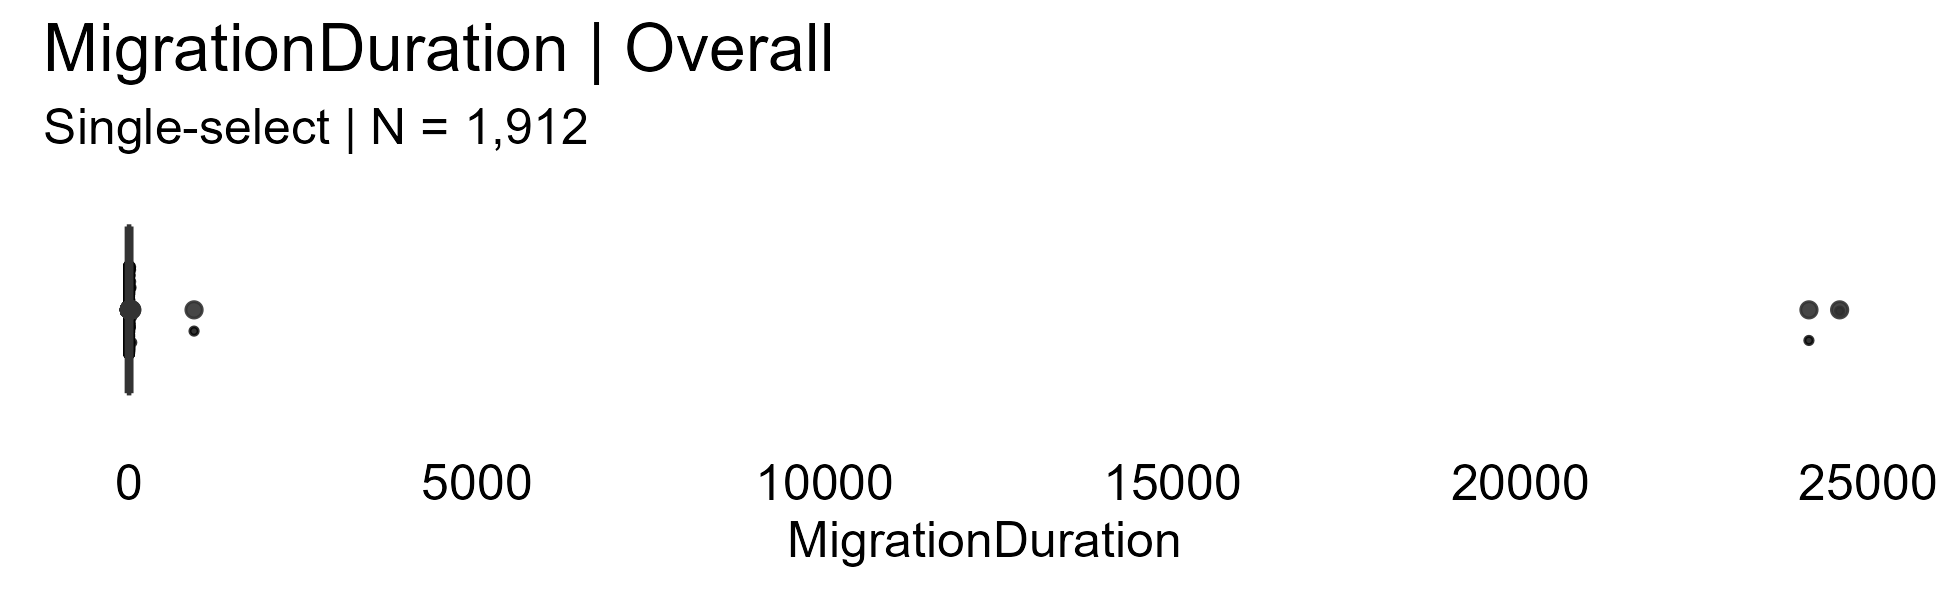 MigrationDuration | Overall
Single-select | N = 1,912
0 5000 10000 15000 20000 25000
MigrationDuration